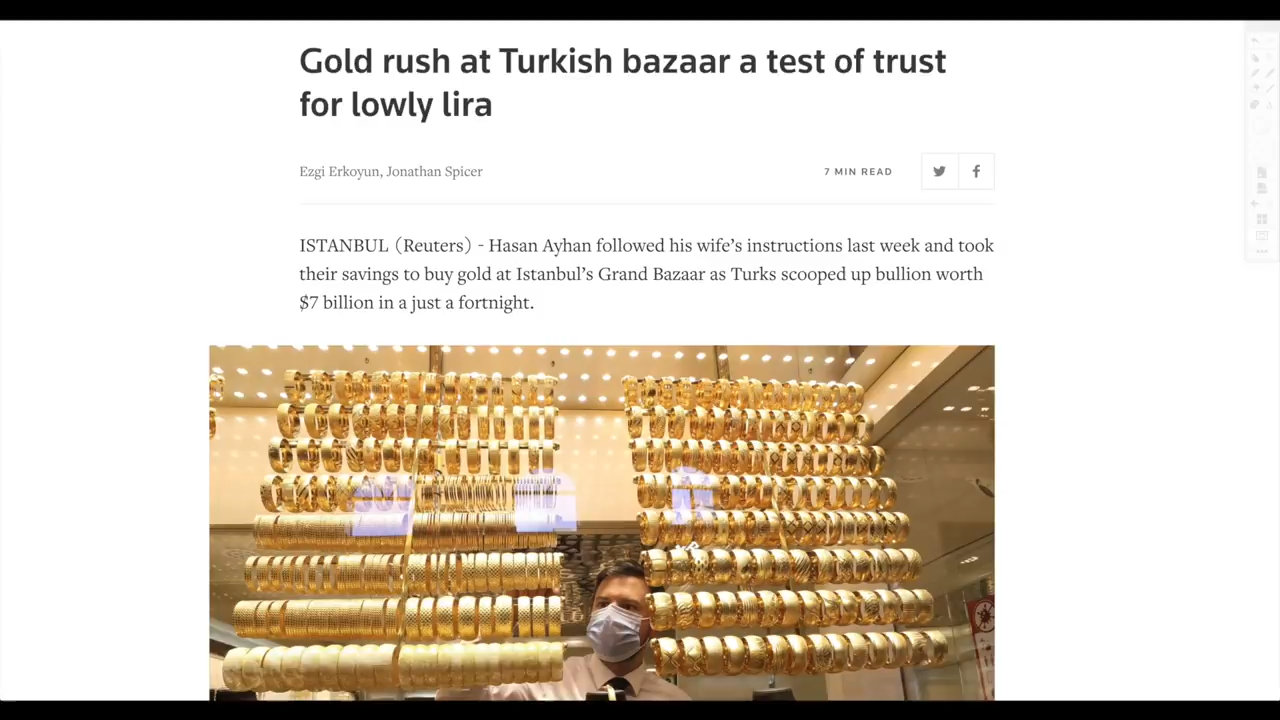 Gold rush at Turkish bazaar a test of trust
for lowly lira
Ezgi Erkoyun, Jonathan Spicer
7 MIN READ
ISTANBUL (Reuters) - Hasan Ayhan followed his wife’s instructions last week and took
their savings to buy gold at Istanbul’s Grand Bazaar as Turks scooped up bullion worth
$7 billion in a just a fortnight.